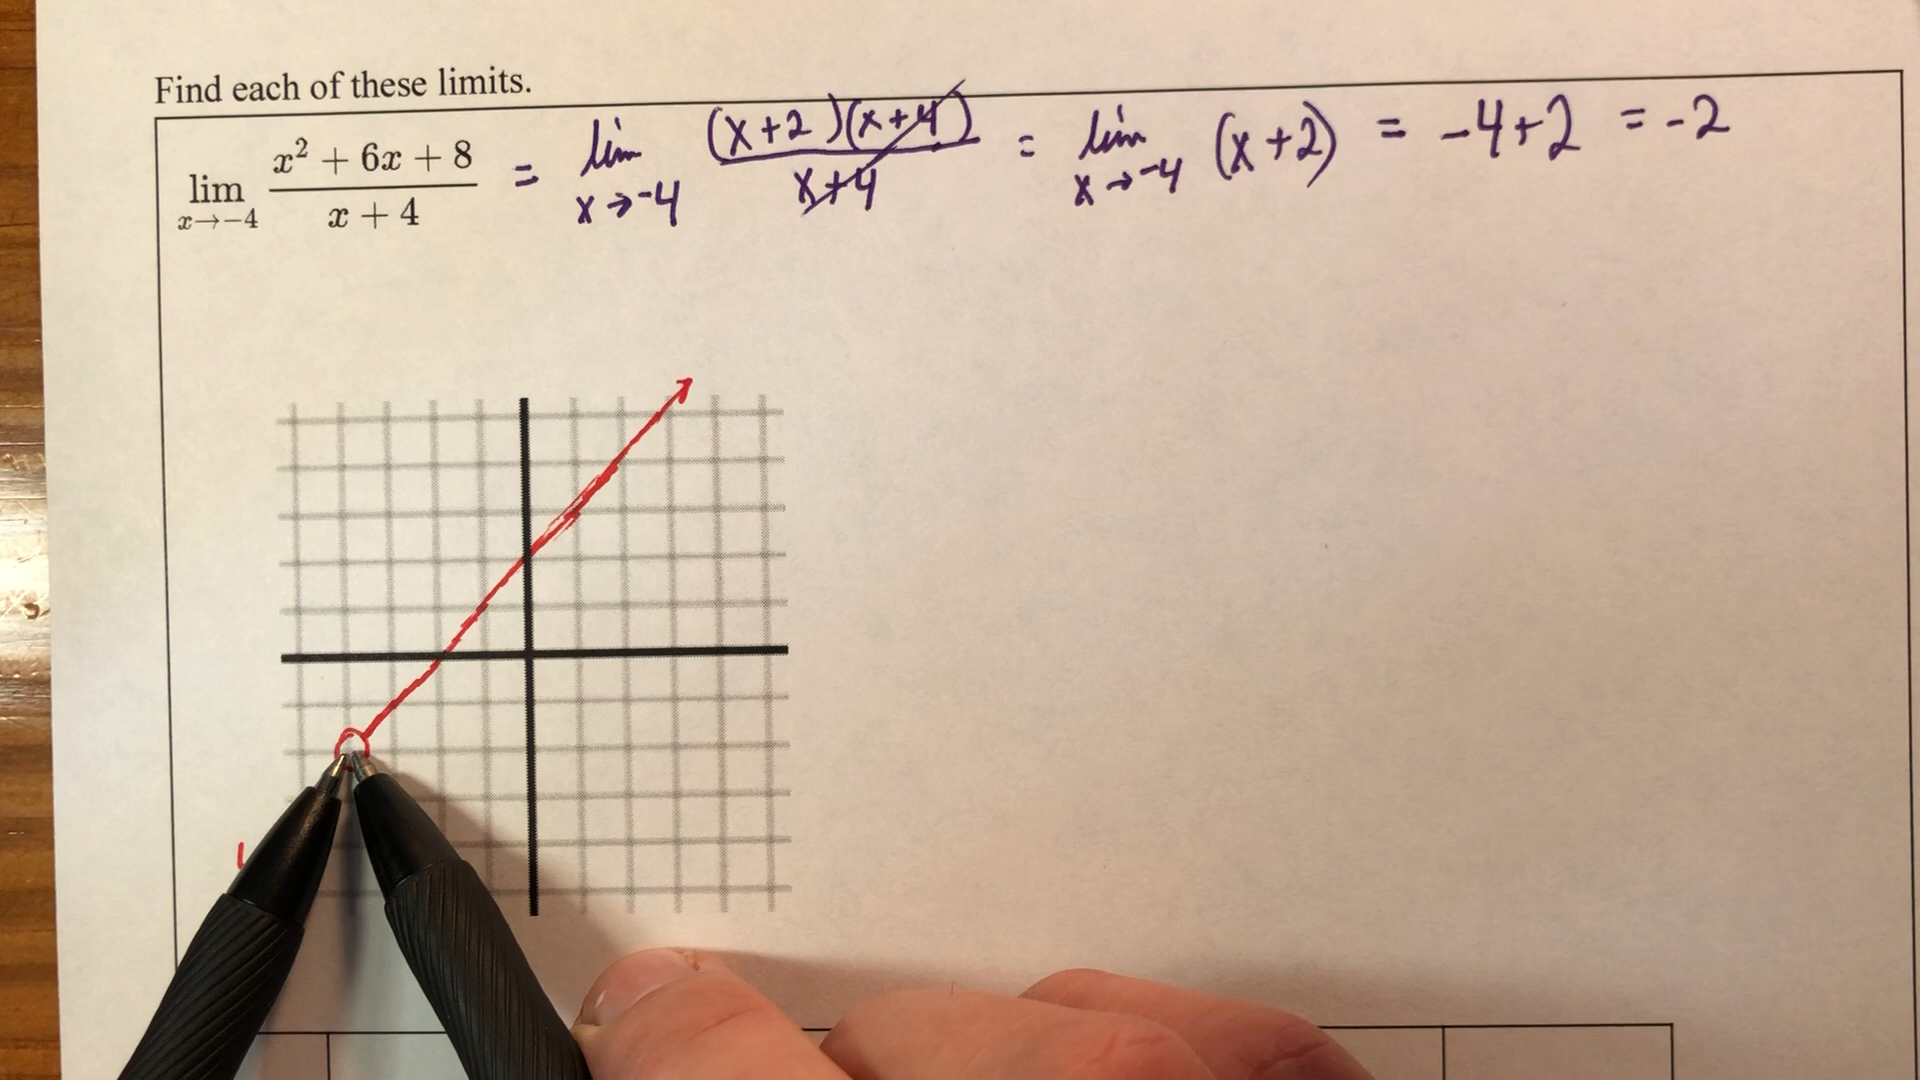 Find each of these limits.
lim x→−4 x² + 6x + 8 / x + 4 = lim x→-4 (x+2)(x+4) / x+4 = lim x→-4 (x+2) = -4+2 = -2